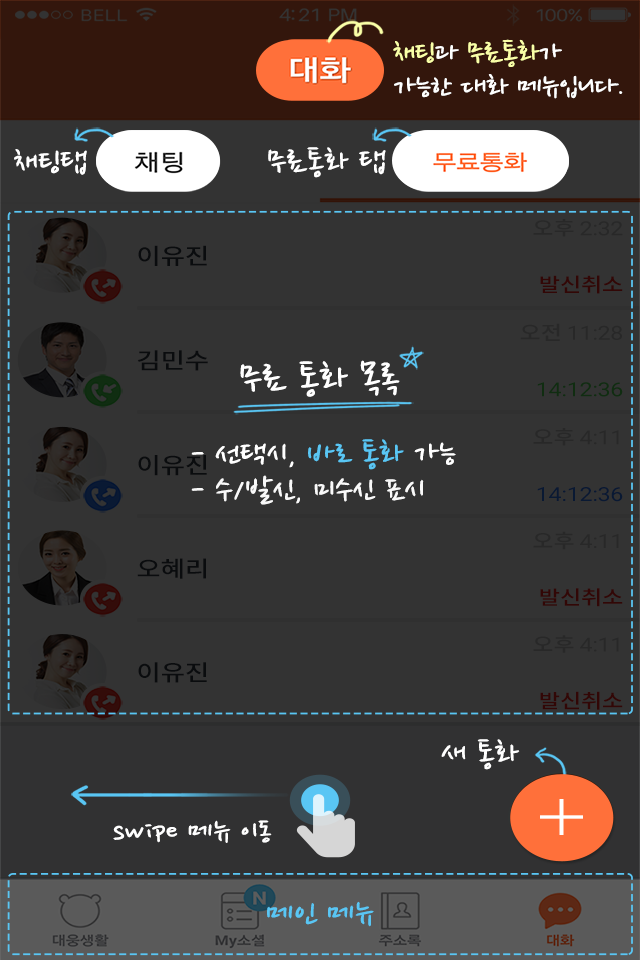 BELL 4:21 PM 100%
대화
채팅과 무료통화가
가능한 대화 메뉴입니다.
채팅탭 채팅 무료통화 탭 무료통화
오후 2:32
이유진
발신취소
오전 11:28
김민수
14:12:36
무료 통화 목록
오후 4:11
- 선택시, 바로 통화 가능
이유진
- 수/발신, 미수신 표시
14:12:36
오후 4:11
오혜리
발신취소
오후 4:11
이유진
발신취소
새 통화
swipe 메뉴 이동
N
메인 메뉴
대웅생활 My소셜 주소록 대화